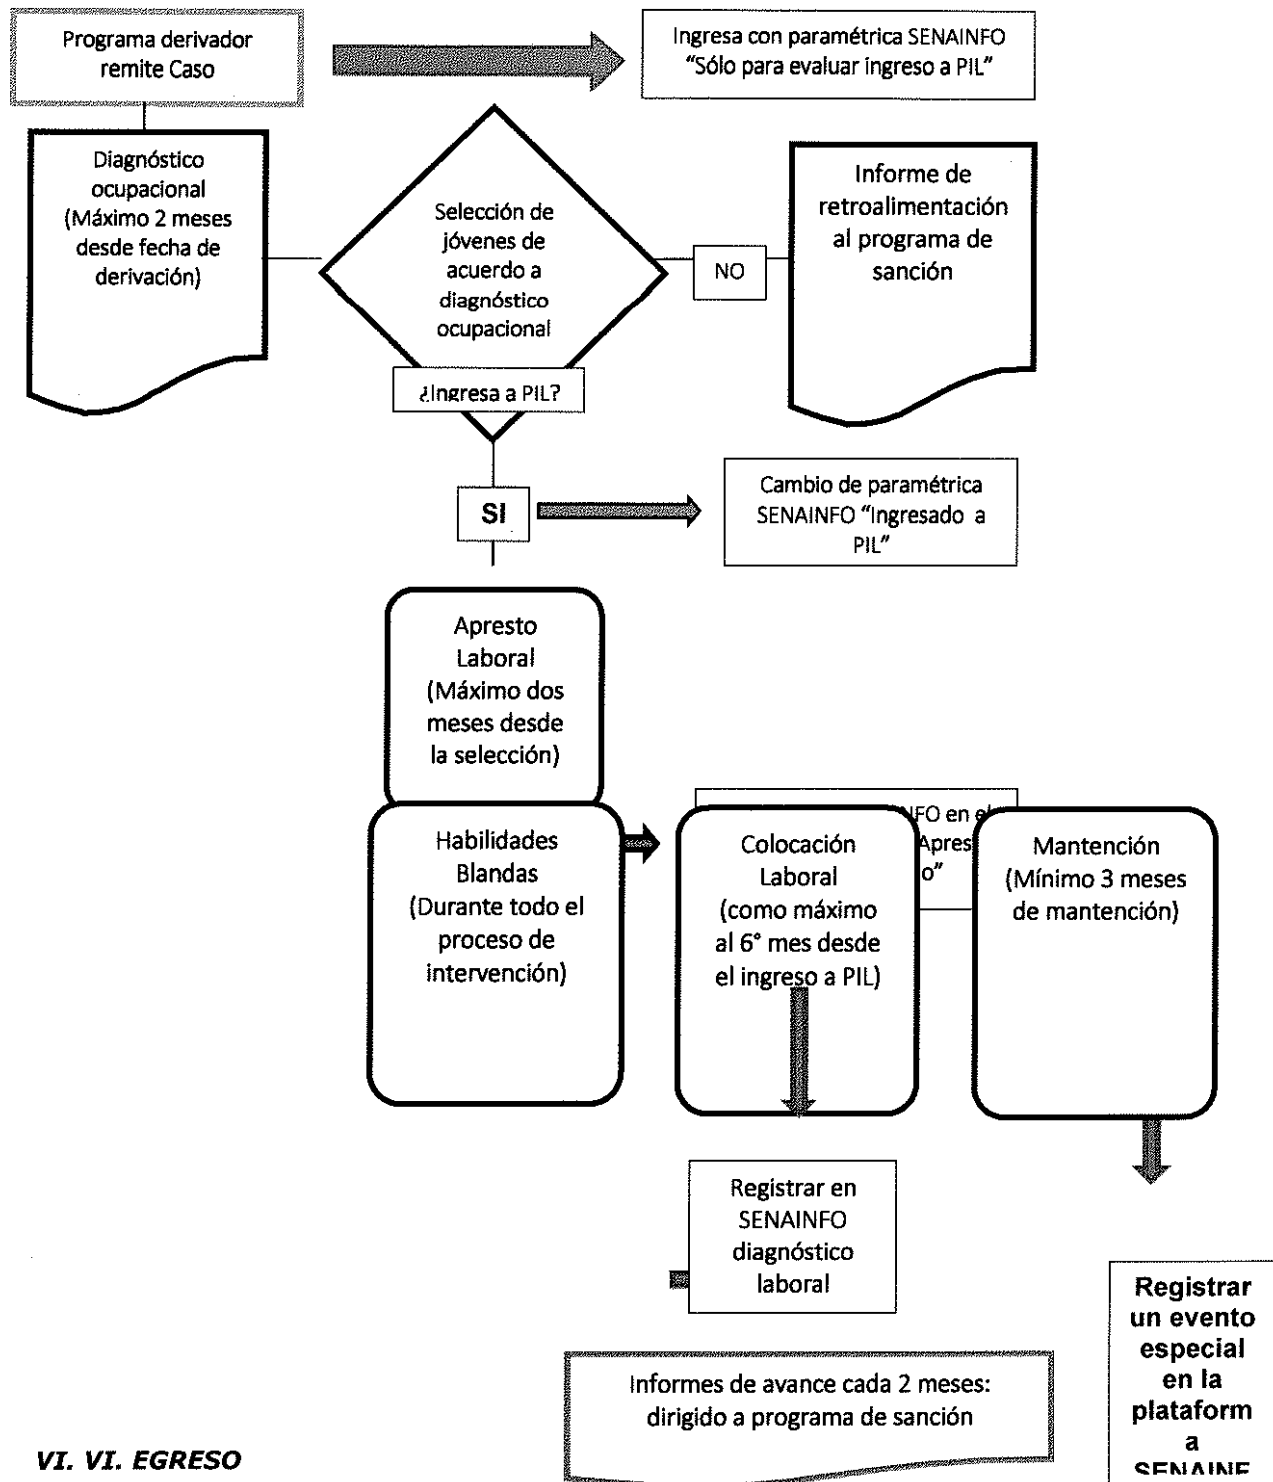 Programa derivador
remite Caso
Ingresa con paramétrica SENAINFO
“Sólo para evaluar ingreso a PIL”
Diagnóstico
ocupacional
(Máximo 2 meses
desde fecha de
derivación)
Selección de
jóvenes de
acuerdo a
diagnóstico
ocupacional
¿Ingresa a PIL?
NO
Informe de
retroalimentación
al programa de
sanción
SI
Cambio de paramétrica
SENAINFO “Ingresado a
PIL”
Apresto
Laboral
(Máximo dos
meses desde
la selección)
Habilidades
Blandas
(Durante todo el
proceso de
intervención)
Colocación
Laboral
(como máximo
al 6° mes desde
el ingreso a PIL)
en el
Mantención
(Mínimo 3 meses
de mantención)
Registrar en
SENAINFO
diagnóstico
laboral
Registrar
un evento
especial
en la
plataform
a
Informes de avance cada 2 meses:
dirigido a programa de sanción
VI. VI. EGRESO